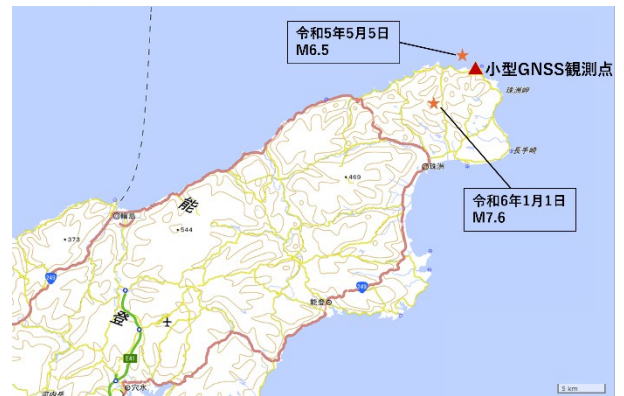 令和5年5月5日
M6.5
小型GNSS観測点
珠洲岬
長手崎
珠洲
令和6年1月1日
M7.6
能
469
輪島
544
373
249
能登
249
登
E41
穴水
5 km